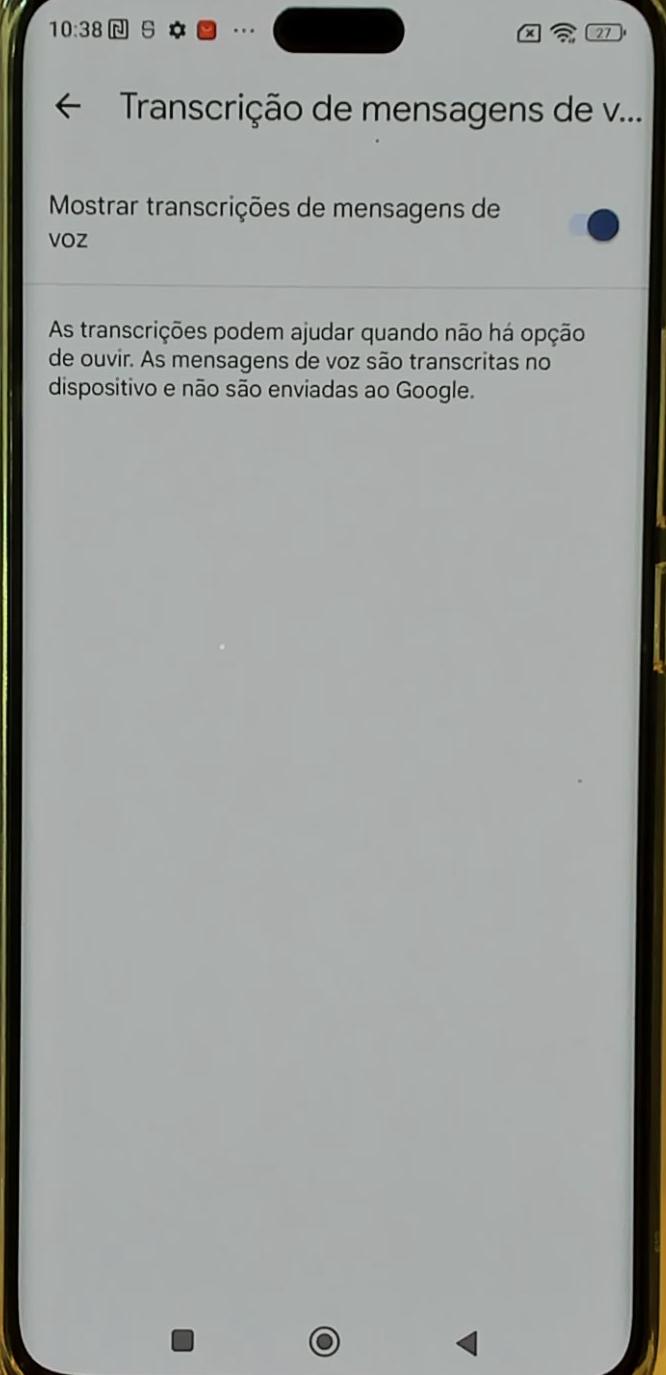 10:38
27
Transcrição de mensagens de v...
Mostrar transcrições de mensagens de
voz
As transcrições podem ajudar quando não há opção
de ouvir. As mensagens de voz são transcritas no
dispositivo e não são enviadas ao Google.